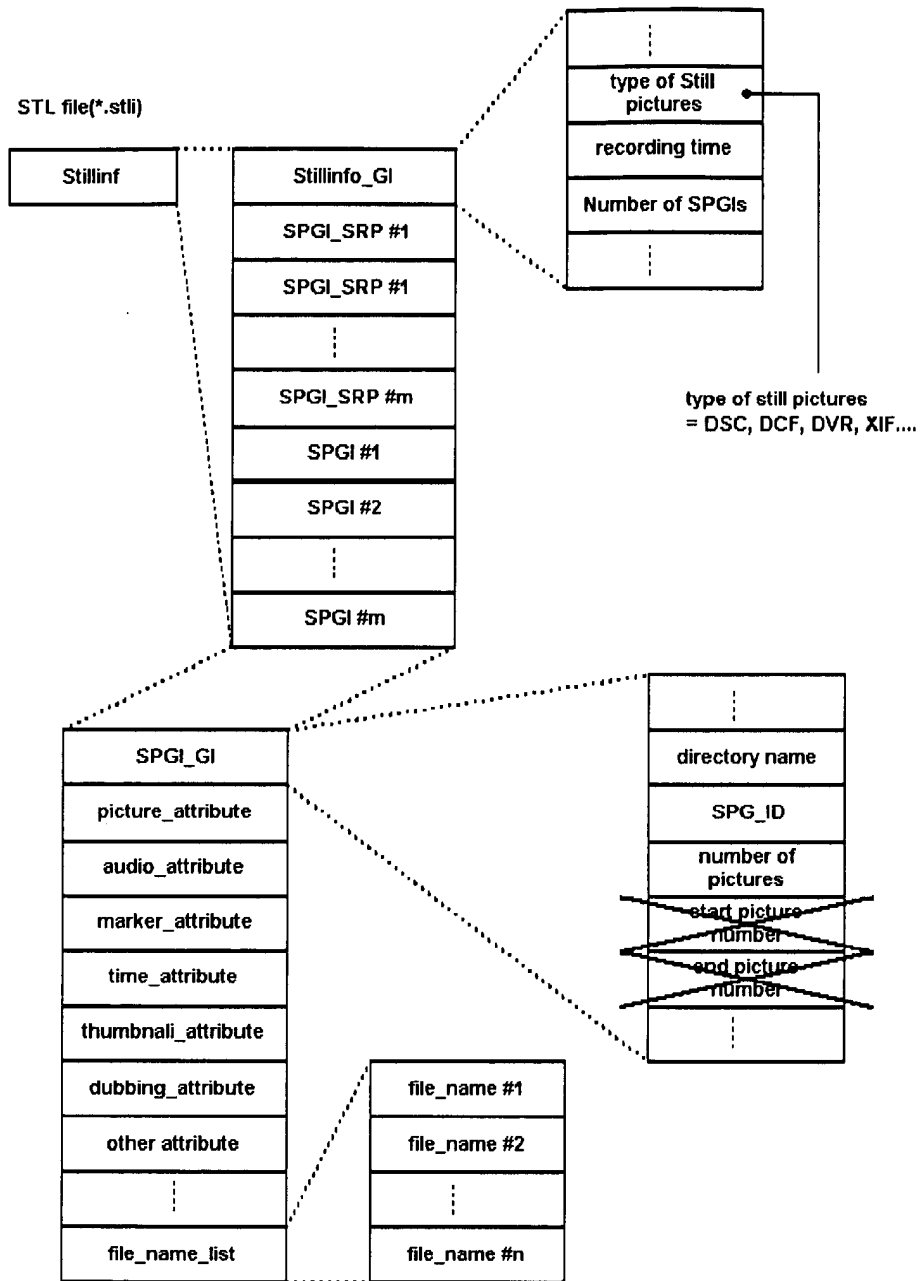 type of Still
pictures
recording time
Number of SPGIs
STL file(*.stli)
Stillinf
Stillinfo_GI
SPGI_SRP #1
SPGI_SRP #1
SPGI_SRP #m
SPGI #1
SPGI #2
SPGI #m
type of still pictures
= DSC, DCF, DVR, XIF....
SPGI_GI
picture_attribute
audio_attribute
marker_attribute
time_attribute
thumbnali_attribute
dubbing_attribute
other attribute
file_name_list
directory name
SPG_ID
number of
pictures
start picture
number
end picture
number
file_name #1
file_name #2
file_name #n